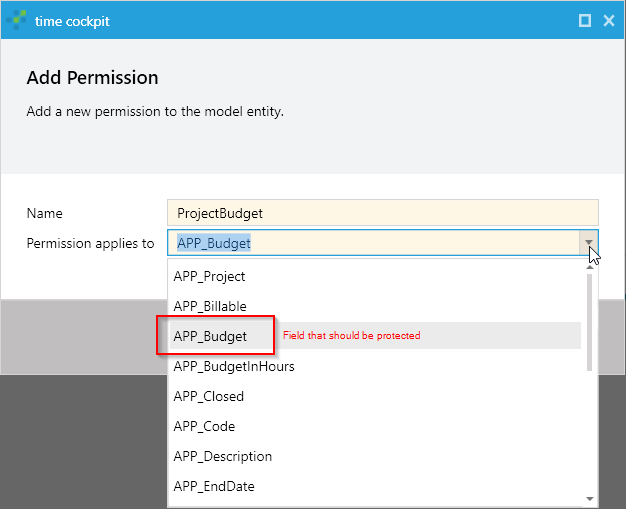 time cockpit
Add Permission
Add a new permission to the model entity.
Name ProjectBudget
Permission applies to APP_Budget
APP_Project
APP_Billable
APP_Budget Field that should be protected
APP_BudgetInHours
APP_Closed
APP_Code
APP_Description
APP_EndDate